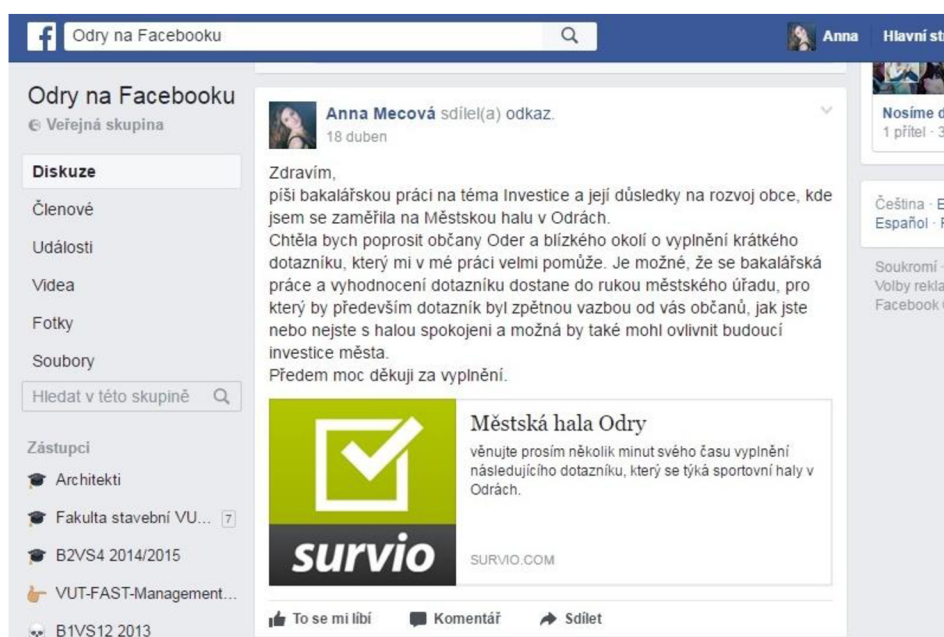 Odry na Facebooku
Anna
Hlavní
Odry na Facebooku
Veřejná skupina
Diskuze
Členové
Události
Videa
Fotky
Soubory
Hledat v této skupině
Zástupci
Architekti
Fakulta stavební VU... 7
B2VS4 2014/2015
VUT-FAST-Management...
B1VS12 2013
Anna Mecová sdílel(a) odkaz.
18 duben
Zdravím,
píši bakalářskou práci na téma Investice a její důsledky na rozvoj obce, kde
jsem se zaměřila na Městskou halu v Odrách.
Chtěla bych poprosit občany Oder a blízkého okolí o vyplnění krátkého
dotazníku, který mi v mé práci velmi pomůže. Je možné, že se bakalářská
práce a vyhodnocení dotazníku dostane do rukou městského úřadu, pro
který by především dotazník byl zpětnou vazbou od vás občanů, jak jste
nebo nejste s halou spokojeni a možná by také mohl ovlivnit budoucí
investice města.
Předem moc děkuji za vyplnění.
survio
Městská hala Odry
věnujte prosím několik minut svého času vyplnění
následujícího dotazníku, který se týká sportovní haly v
Odrách.
SURVIO.COM
To se mi líbí
Komentář
Sdílet
Nosíme
1 přítel · 3
Čeština ·
Español ·
Soukromí ·
Volby
Facebook